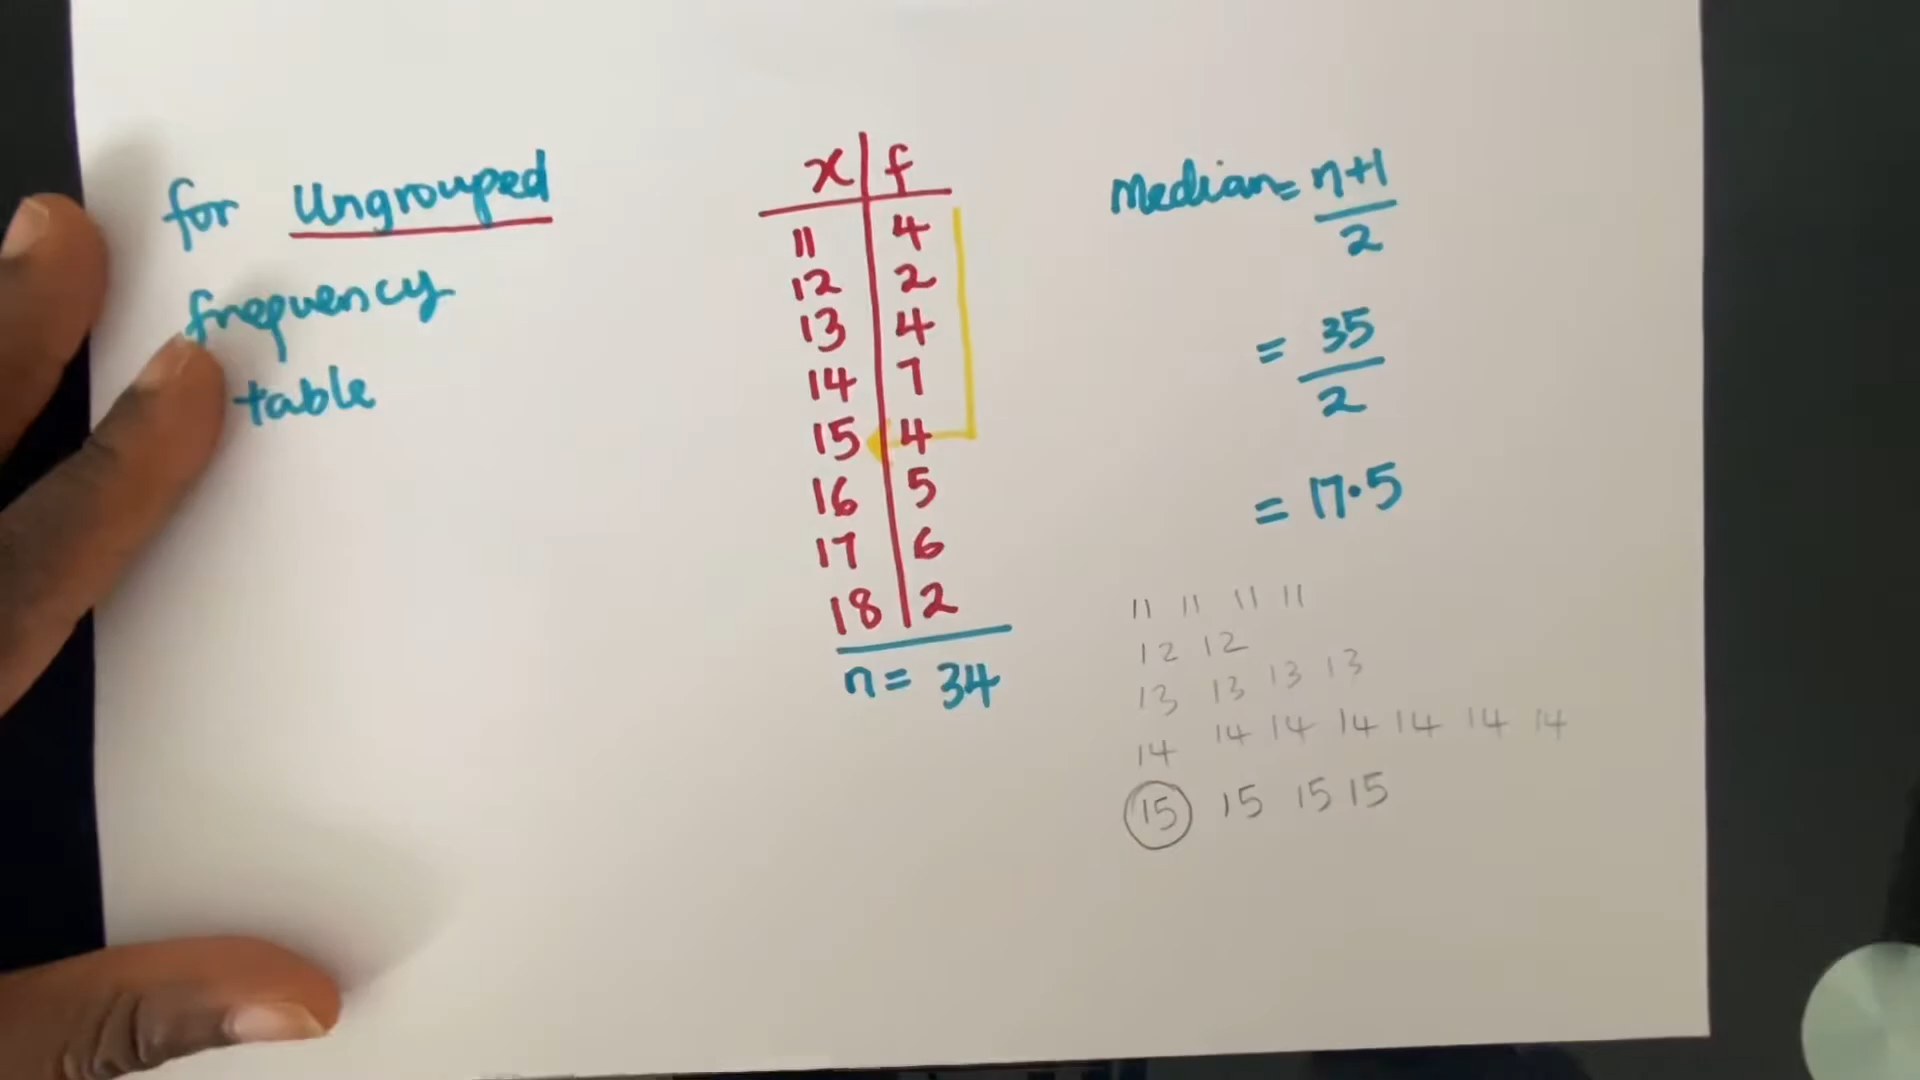 for Ungrouped
frequency
table
x f
11 4
12 2
13 4
14 7
15 4
16 5
17 6
18 2
n = 34
Median = n+1
2
= 35
2
= 17.5
11 11 11 11
12 12
13 13 13 13
14 14 14 14 14 14 14
15 15 15 15